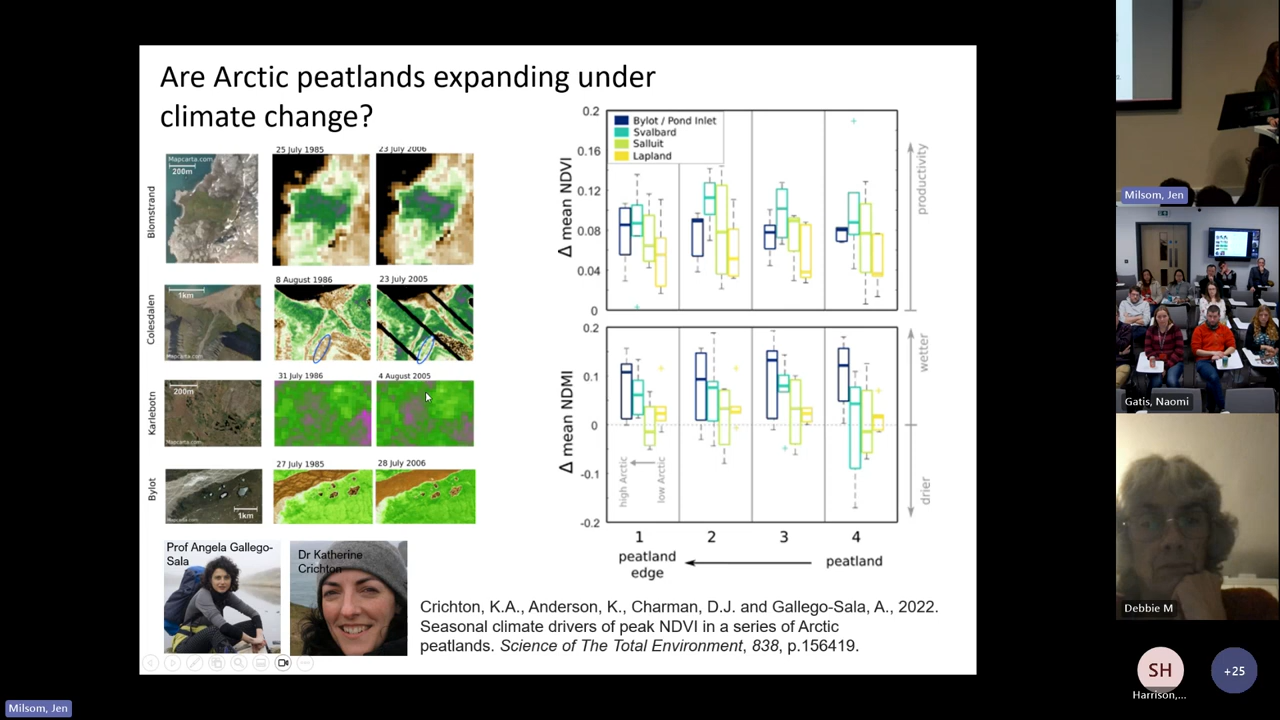 Are Arctic peatlands expanding under
climate change?
25 July 1985
23 July 2006
Mapcarta.com
200m
Blomstrand
8 August 1986
23 July 2005
1km
Mapcarta.com
Colesdalen
31 July 1986
4 August 2005
200m
Mapcarta.com
Karlebotn
27 July 1985
28 July 2006
1km
Mapcarta.com
Bylot
0.2
0.16
0.12
0.08
0.04
0
Δ mean NDVI
Bylot / Pond Inlet
Svalbard
Salluit
Lapland
productivity
0.2
0.1
0
-0.1
-0.2
Δ mean NDMI
high Arctic
low Arctic
wetter
drier
1
2
3
4
peatland
edge
peatland
Prof Angela Gallego-
Sala
Dr Katherine
Crichton
Crichton, K.A., Anderson, K., Charman, D.J. and Gallego-Sala, A., 2022.
Seasonal climate drivers of peak NDVI in a series of Arctic
peatlands. Science of The Total Environment, 838, p.156419.
Milsom, Jen
Milsom, Jen
Gatis, Naomi
Debbie M
SH
Harrison,...
+25